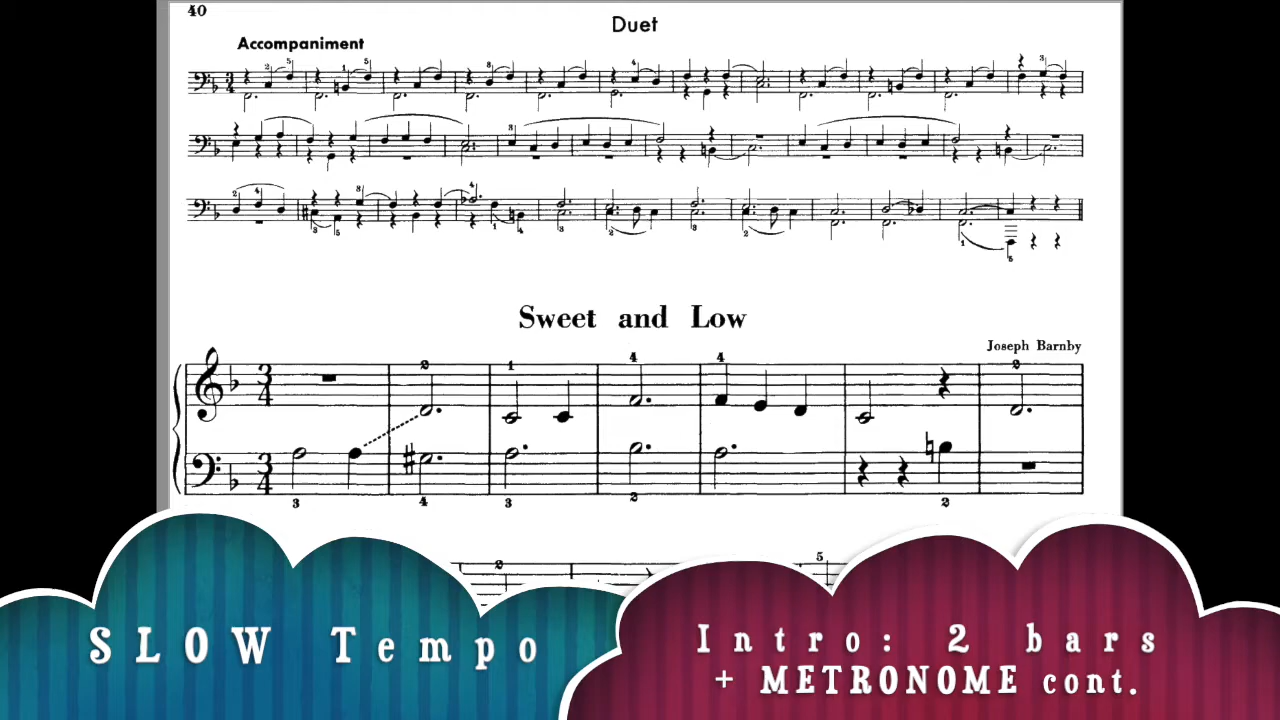 40
Duet
Accompaniment
Sweet and Low
Joseph Barnby
SLOW Tempo
Intro: 2 bars
+ METRONOME cont.